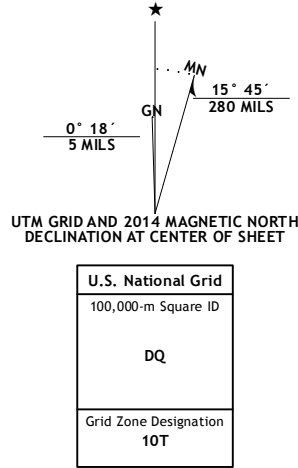 ★
MN
GN
15° 45´
280 MILS
0° 18´
5 MILS
UTM GRID AND 2014 MAGNETIC NORTH
DECLINATION AT CENTER OF SHEET
U.S. National Grid
100,000-m Square ID
DQ
Grid Zone Designation
10T